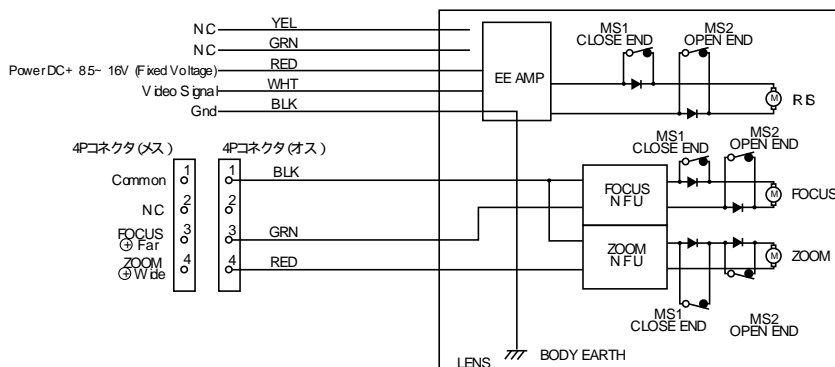 NC YEL
NC GRN
Power DC+ 8.5~ 16V (Fixed Voltage) RED
Video Signal WHT
Gnd BLK
EE AMP
MS1
CLOSE END
MS2
OPEN END
M
IRIS
4Pコネクタ(メス) 4Pコネクタ(オス)
Common 1 1 BLK
NC 2 2
FOCUS
⊕ Far 3 3 GRN
ZOOM
⊕ Wide 4 4 RED
FOCUS
NFU
MS1
CLOSE END
MS2
OPEN END
M
FOCUS
ZOOM
NFU
M
ZOOM
MS1
CLOSE END
MS2
OPEN END
LENS
BODY EARTH